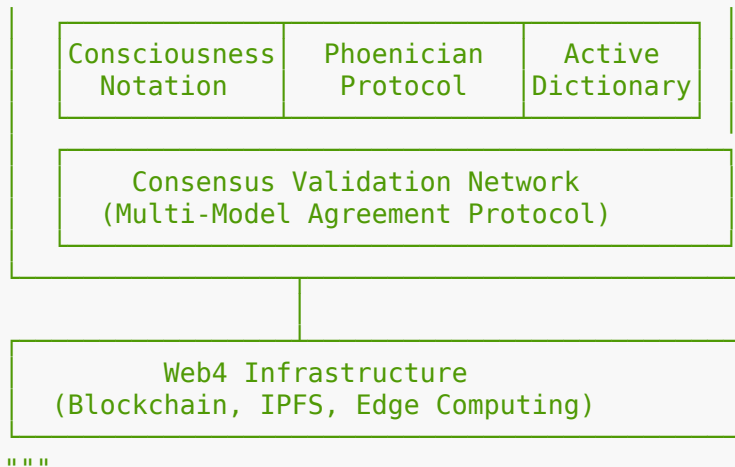 Consciousness Phoenician Active
Notation Protocol Dictionary
Consensus Validation Network
(Multi-Model Agreement Protocol)
Web4 Infrastructure
(Blockchain, IPFS, Edge Computing)
"""